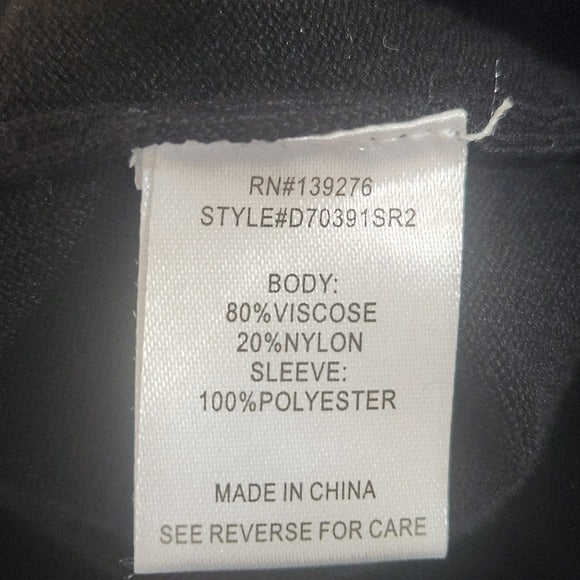 RN#139276
STYLE#D70391SR2
BODY:
80%VISCOSE
20%NYLON
SLEEVE:
100%POLYESTER
MADE IN CHINA
SEE REVERSE FOR CARE